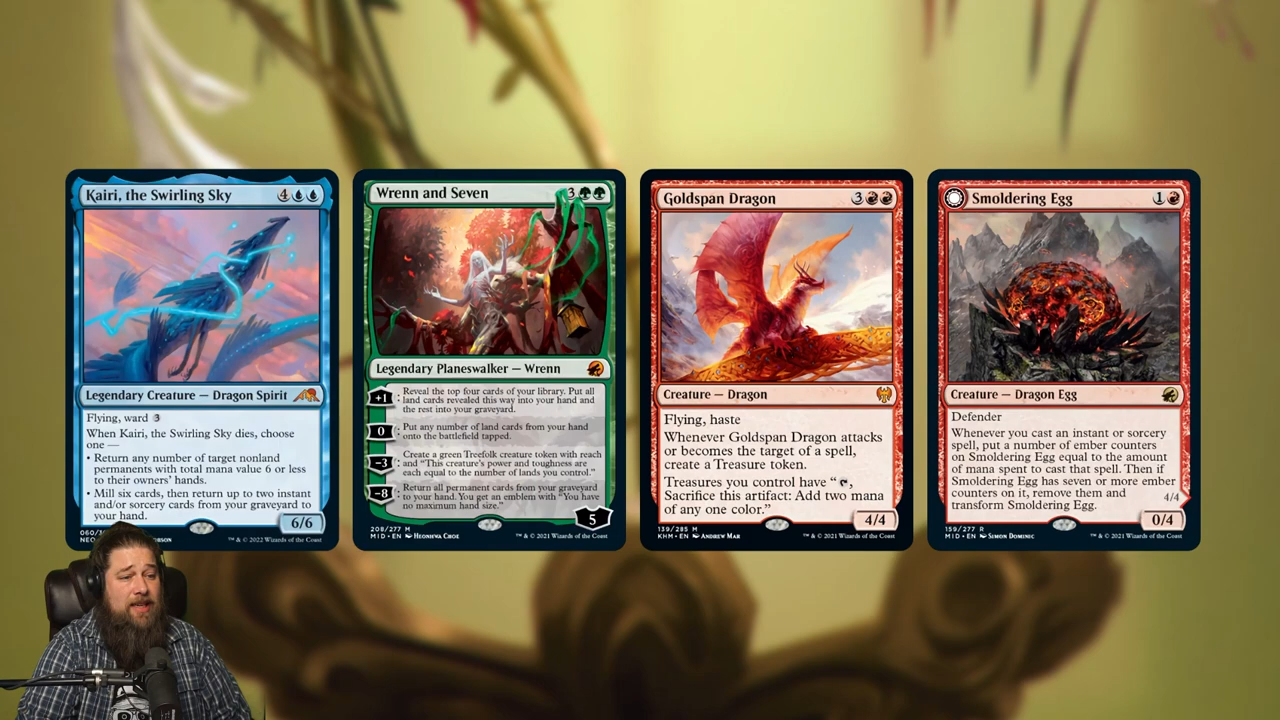 Kairi, the Swirling Sky 4
Legendary Creature — Dragon Spirit
Flying, ward 3
When Kairi, the Swirling Sky dies, choose
one —
• Return any number of target nonland
permanents with total mana value 6 or less
to their owners' hands.
• Mill six cards, then return up to two instant
and/or sorcery cards from your graveyard to
your hand.
6/6
™ & © 2022 Wizards of the Coast
Wrenn and Seven 3
Legendary Planeswalker — Wrenn
+1 : Reveal the top four cards of your library. Put all
land cards revealed this way into your hand and
the rest into your graveyard.
0 : Put any number of land cards from your hand
onto the battlefield tapped.
−3 : Create a green Treefolk creature token with reach
and “This creature's power and toughness are
each equal to the number of lands you control.”
−8 : Return all permanent cards from your graveyard
to your hand. You get an emblem with “You have
no maximum hand size.”
5
208/277 M
MID • EN Heonhwa Choe
™ & © 2021 Wizards of the Coast
Goldspan Dragon 3
Creature — Dragon
Flying, haste
Whenever Goldspan Dragon attacks
or becomes the target of a spell,
create a Treasure token.
Treasures you control have “ ,
Sacrifice this artifact: Add two mana
of any one color.”
4/4
139/285 M
KHM • EN Andrew Mar
™ & © 2021 Wizards of the Coast
Smoldering Egg 1
Creature — Dragon Egg
Defender
Whenever you cast an instant or sorcery
spell, put a number of ember counters
on Smoldering Egg equal to the amount
of mana spent to cast that spell. Then if
Smoldering Egg has seven or more ember
counters on it, remove them and
transform Smoldering Egg.
4/4
0/4
159/277 R
MID • EN Simon Dominic
™ & © 2021 Wizards of the Coast